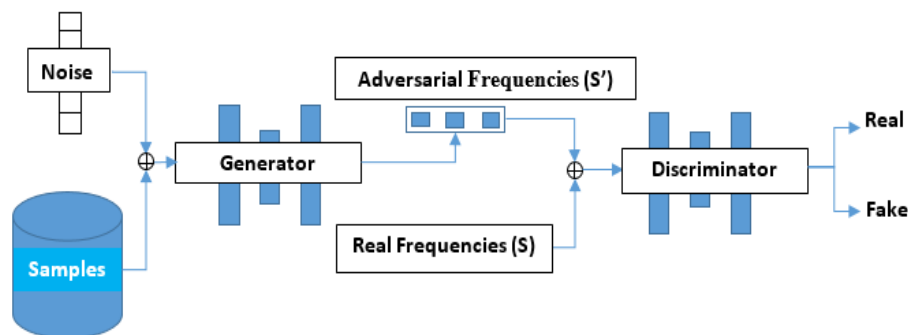 Noise
Samples
Generator
Adversarial Frequencies (S’)
Real Frequencies (S)
Discriminator
Real
Fake